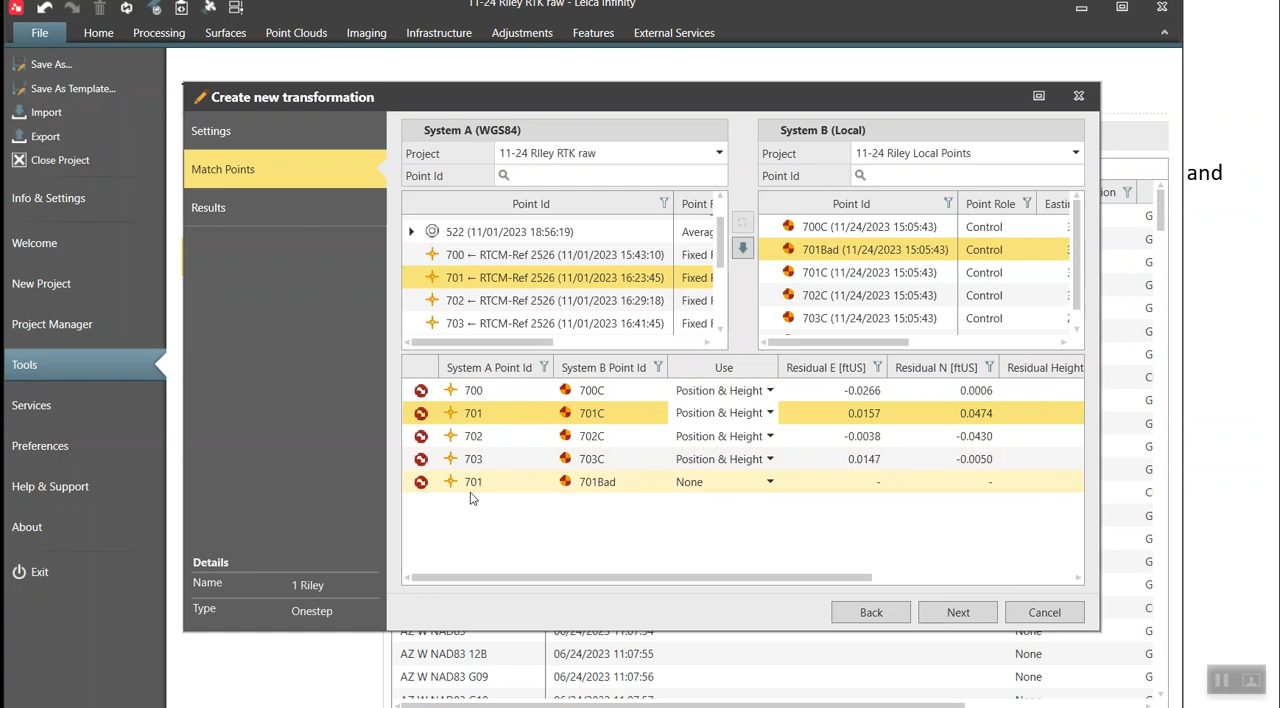 11-24 Riley RTK raw - Leica Infinity
File Home Processing Surfaces Point Clouds Imaging Infrastructure Adjustments Features External Services
Save As...
Save As Template...
Import
Export
Close Project
Info & Settings
Welcome
New Project
Project Manager
Tools
Services
Preferences
Help & Support
About
Exit
Create new transformation
Settings
Match Points
Results
Details
Name 1 Riley
Type Onestep
System A (WGS84)
Project 11-24 RIley RTK raw
Point Id
Point Id
522 (11/01/2023 18:56:19) Averag
700 ← RTCM-Ref 2526 (11/01/2023 15:43:10) Fixed
701 ← RTCM-Ref 2526 (11/01/2023 16:23:45) Fixed
702 ← RTCM-Ref 2526 (11/01/2023 16:29:18) Fixed
703 ← RTCM-Ref 2526 (11/01/2023 16:41:45) Fixed
System B (Local)
Project 11-24 Riley Local Points
Point Id
Point Id Point Role Easti
700C (11/24/2023 15:05:43) Control
701Bad (11/24/2023 15:05:43) Control
701C (11/24/2023 15:05:43) Control
702C (11/24/2023 15:05:43) Control
703C (11/24/2023 15:05:43) Control
System A Point Id System B Point Id Use Residual E [ftUS] Residual N [ftUS] Residual Height
700 700C Position & Height -0.0266 0.0006
701 701C Position & Height 0.0157 0.0474
702 702C Position & Height -0.0038 -0.0430
703 703C Position & Height 0.0147 -0.0050
701 701Bad None - -
Back Next Cancel
and
ion
AZ W NAD83 12B 06/24/2023 11:07:55 None G
AZ W NAD83 G09 06/24/2023 11:07:56 None G